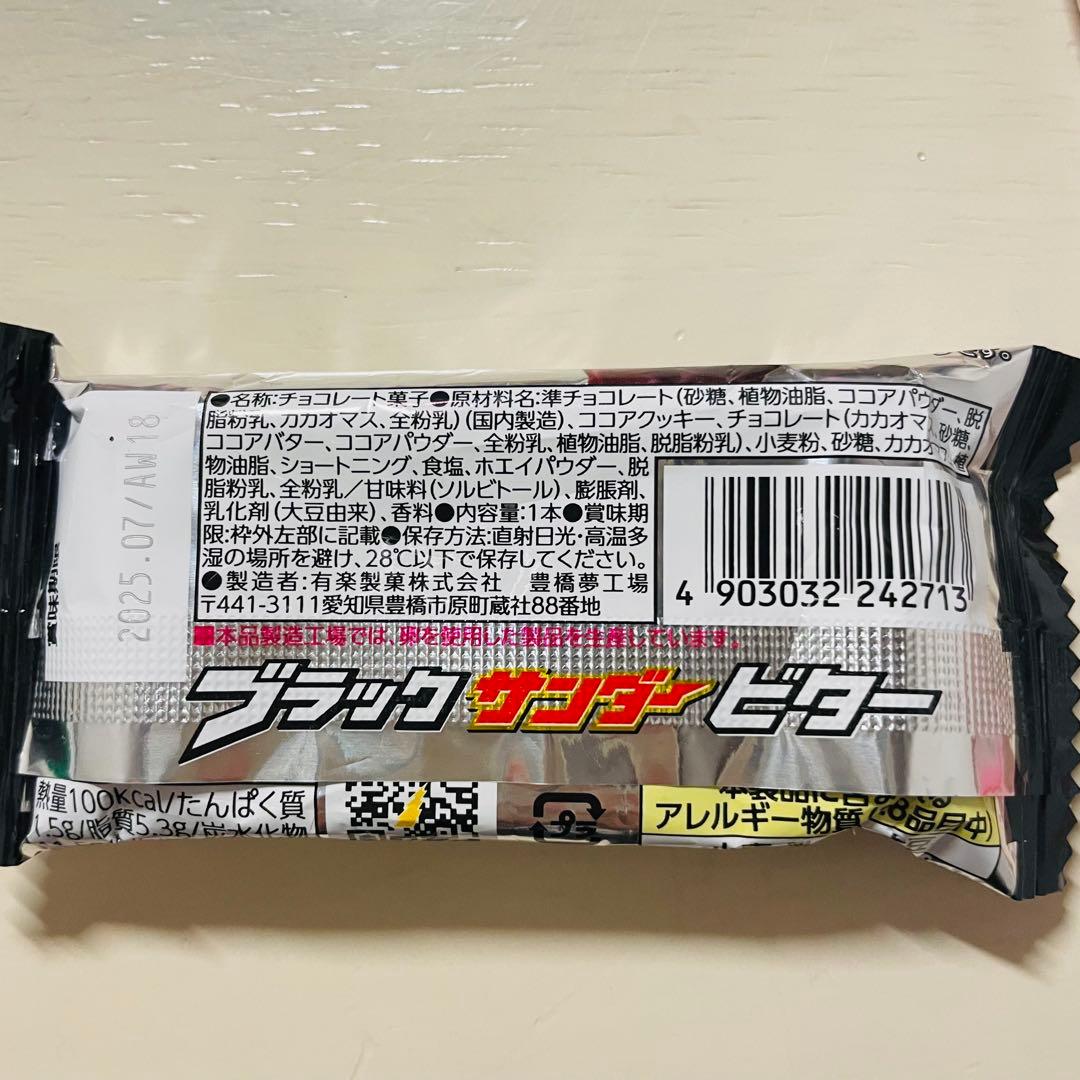 ●名称:チョコレート菓子●原材料名:準チョコレート(砂糖、植物油脂、ココアパウダー、脱
脂粉乳、カカオマス、全粉乳)(国内製造)、ココアクッキー、チョコレート(カカオマス、砂糖、
ココアバター、ココアパウダー、全粉乳、植物油脂、脱脂粉乳)、小麦粉、砂糖、カカオマス、植
物油脂、ショートニング、食塩、ホエイパウダー、脱
脂粉乳、全粉乳/甘味料(ソルビトール)、膨脹剤、
乳化剤(大豆由来)、香料●内容量:1本●賞味期
限:枠外左部に記載●保存方法:直射日光・高温多
湿の場所を避け、28℃以下で保存してください。
●製造者:有楽製菓株式会社 豊橋夢工場
〒441-3111愛知県豊橋市原町蔵社88番地
4 903032 242713
2025.07/AW18
■本品製造工場では、卵を使用した製品を生産しています。
ブラックサンダービター
熱量100kcal/たんぱく質
1.5g/脂質5.3g/炭水化物
プラ
アレルギー物質(28品目中)